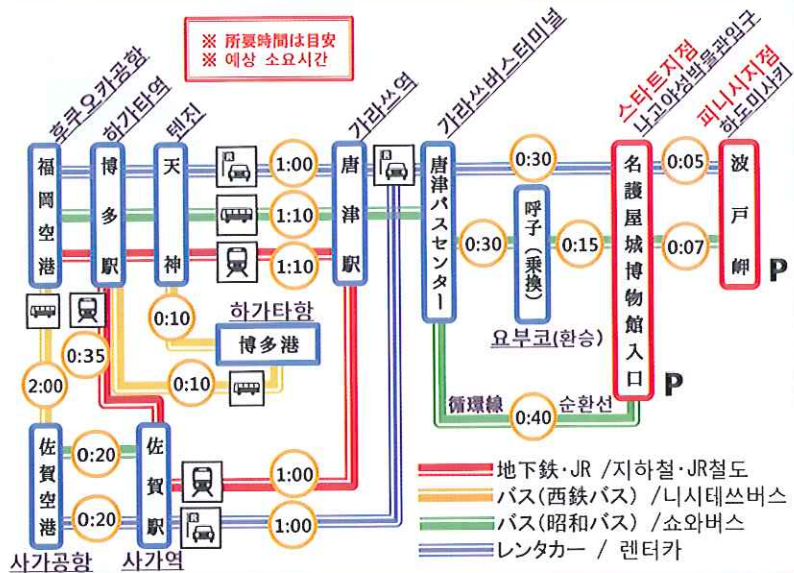 ※ 所要時間は目安
※ 예상 소요시간
후쿠오카공항
하가타역
텐진
가라쓰역
가라쓰버스터미널
스타트지점
나고야성박물관입구
피니시지점
하도미사키
福岡空港
博多駅
天神
1:00
1:10
1:10
唐津駅
唐津バスセンター
0:30
0:30
呼子(乗換)
0:15
요부코(환승)
名護屋城博物館入口
P
0:05
0:07
波戸岬
P
0:10
하가타항
博多港
0:10
0:35
2:00
循環線
0:40
순환선
佐賀空港
0:20
0:20
佐賀駅
1:00
1:00
사가공항
사가역
地下鉄・JR /지하철・JR철도
バス(西鉄バス) /니시테쓰버스
バス(昭和バス) /쇼와버스
レンタカー / 렌터카